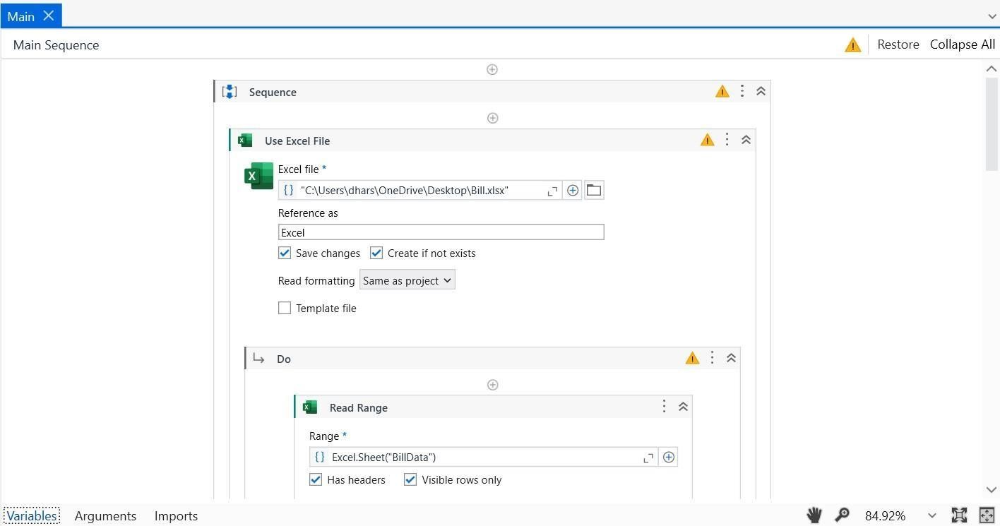 Main
Main Sequence Restore Collapse All
Sequence
Use Excel File
Excel file *
{} "C:\Users\dhars\OneDrive\Desktop\Bill.xlsx"
Reference as
Excel
Save changes Create if not exists
Read formatting Same as project
Template file
Do
Read Range
Range *
{} Excel.Sheet("BillData")
Has headers Visible rows only
Variables Arguments Imports 84.92%